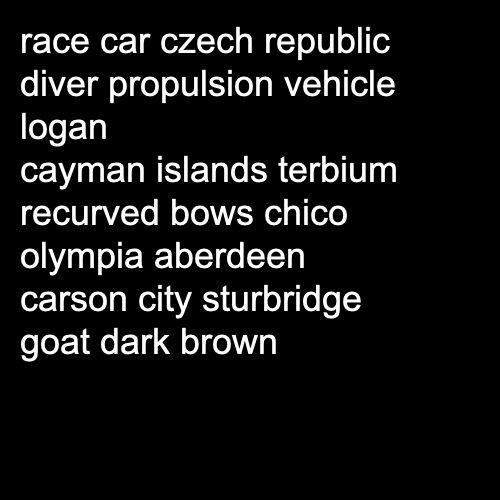 race car czech republic
diver propulsion vehicle
logan
cayman islands terbium
recurved bows chico
olympia aberdeen
carson city sturbridge
goat dark brown